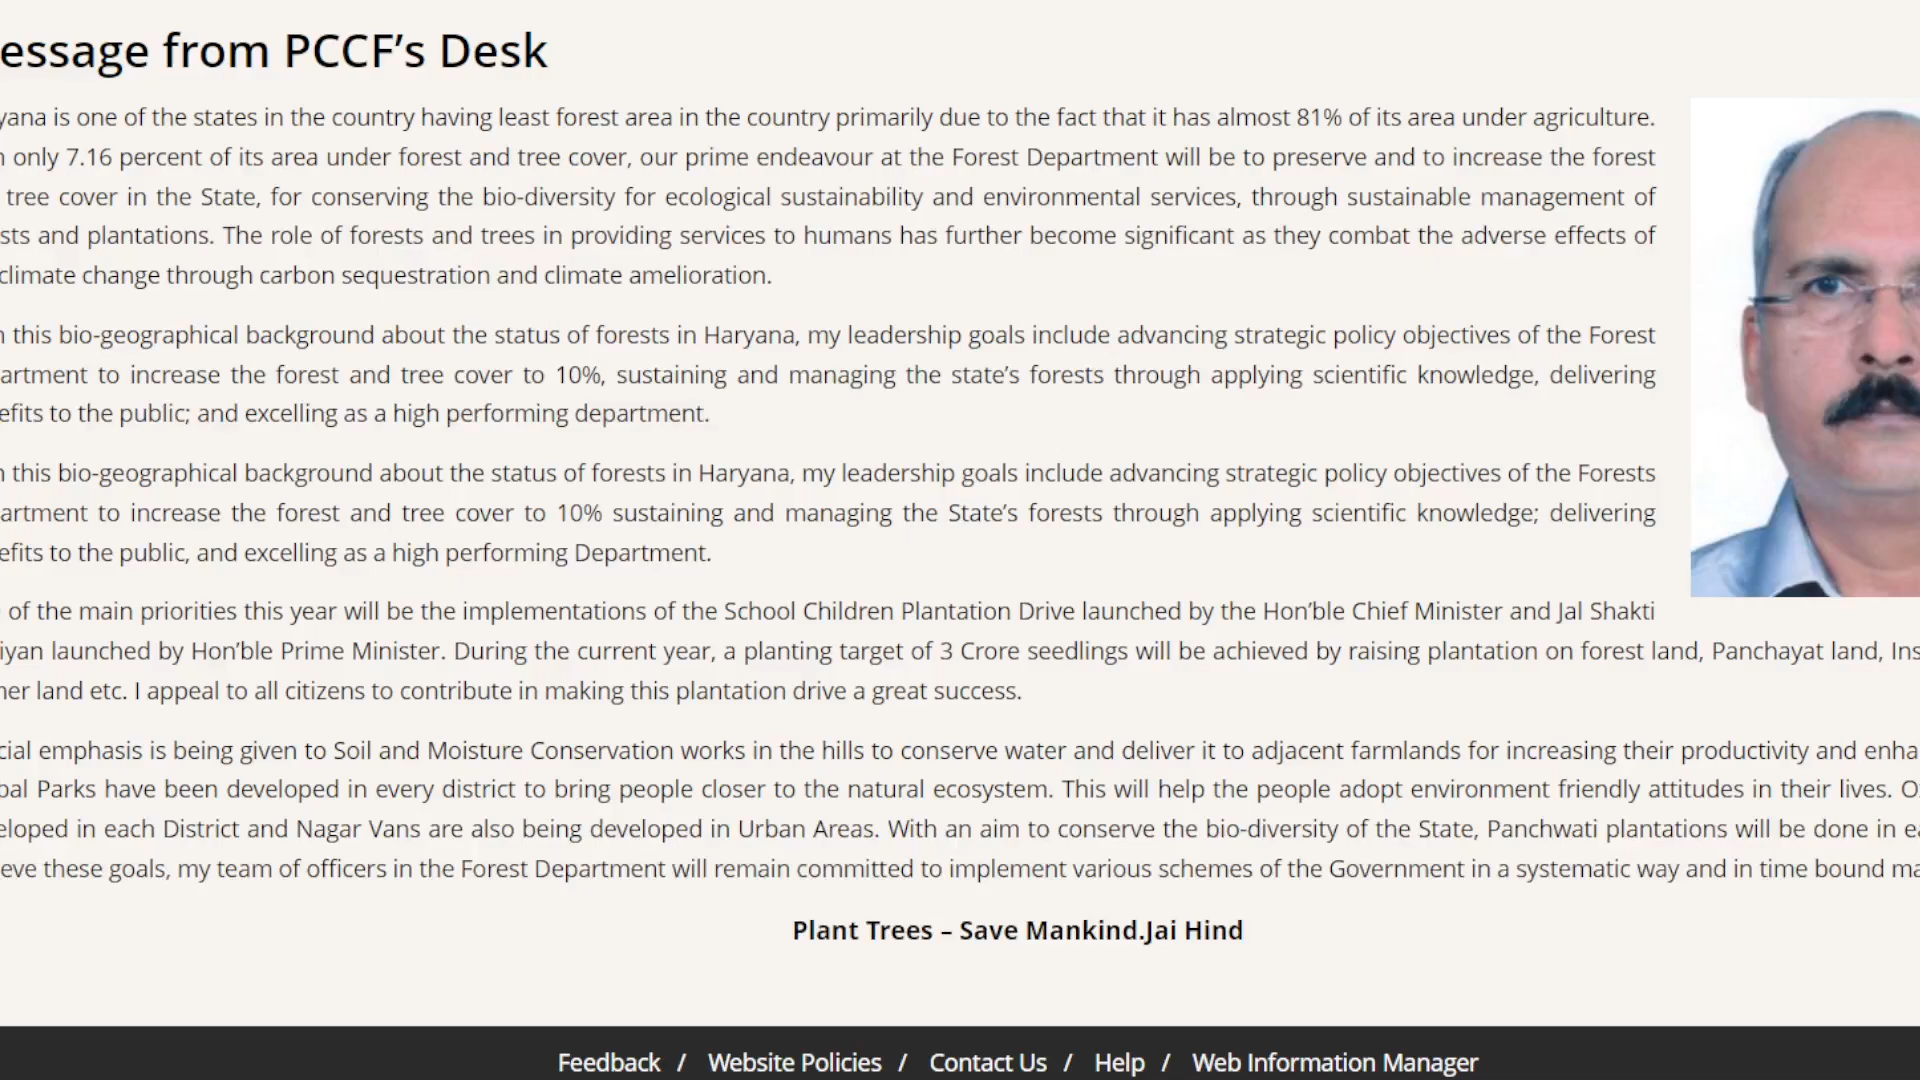 essage from PCCF’s Desk
yana is one of the states in the country having least forest area in the country primarily due to the fact that it has almost 81% of its area under agriculture.
only 7.16 percent of its area under forest and tree cover, our prime endeavour at the Forest Department will be to preserve and to increase the forest
tree cover in the State, for conserving the bio-diversity for ecological sustainability and environmental services, through sustainable management of
sts and plantations. The role of forests and trees in providing services to humans has further become significant as they combat the adverse effects of
climate change through carbon sequestration and climate amelioration.
this bio-geographical background about the status of forests in Haryana, my leadership goals include advancing strategic policy objectives of the Forest
artment to increase the forest and tree cover to 10%, sustaining and managing the state’s forests through applying scientific knowledge, delivering
efits to the public; and excelling as a high performing department.
this bio-geographical background about the status of forests in Haryana, my leadership goals include advancing strategic policy objectives of the Forests
artment to increase the forest and tree cover to 10% sustaining and managing the State’s forests through applying scientific knowledge; delivering
efits to the public, and excelling as a high performing Department.
of the main priorities this year will be the implementations of the School Children Plantation Drive launched by the Hon’ble Chief Minister and Jal Shakti
iyan launched by Hon’ble Prime Minister. During the current year, a planting target of 3 Crore seedlings will be achieved by raising plantation on forest land, Panchayat land, Ins
ner land etc. I appeal to all citizens to contribute in making this plantation drive a great success.
cial emphasis is being given to Soil and Moisture Conservation works in the hills to conserve water and deliver it to adjacent farmlands for increasing their productivity and enha
bal Parks have been developed in every district to bring people closer to the natural ecosystem. This will help the people adopt environment friendly attitudes in their lives. O
eloped in each District and Nagar Vans are also being developed in Urban Areas. With an aim to conserve the bio-diversity of the State, Panchwati plantations will be done in ea
eve these goals, my team of officers in the Forest Department will remain committed to implement various schemes of the Government in a systematic way and in time bound ma
Plant Trees – Save Mankind.Jai Hind
Feedback / Website Policies / Contact Us / Help / Web Information Manager